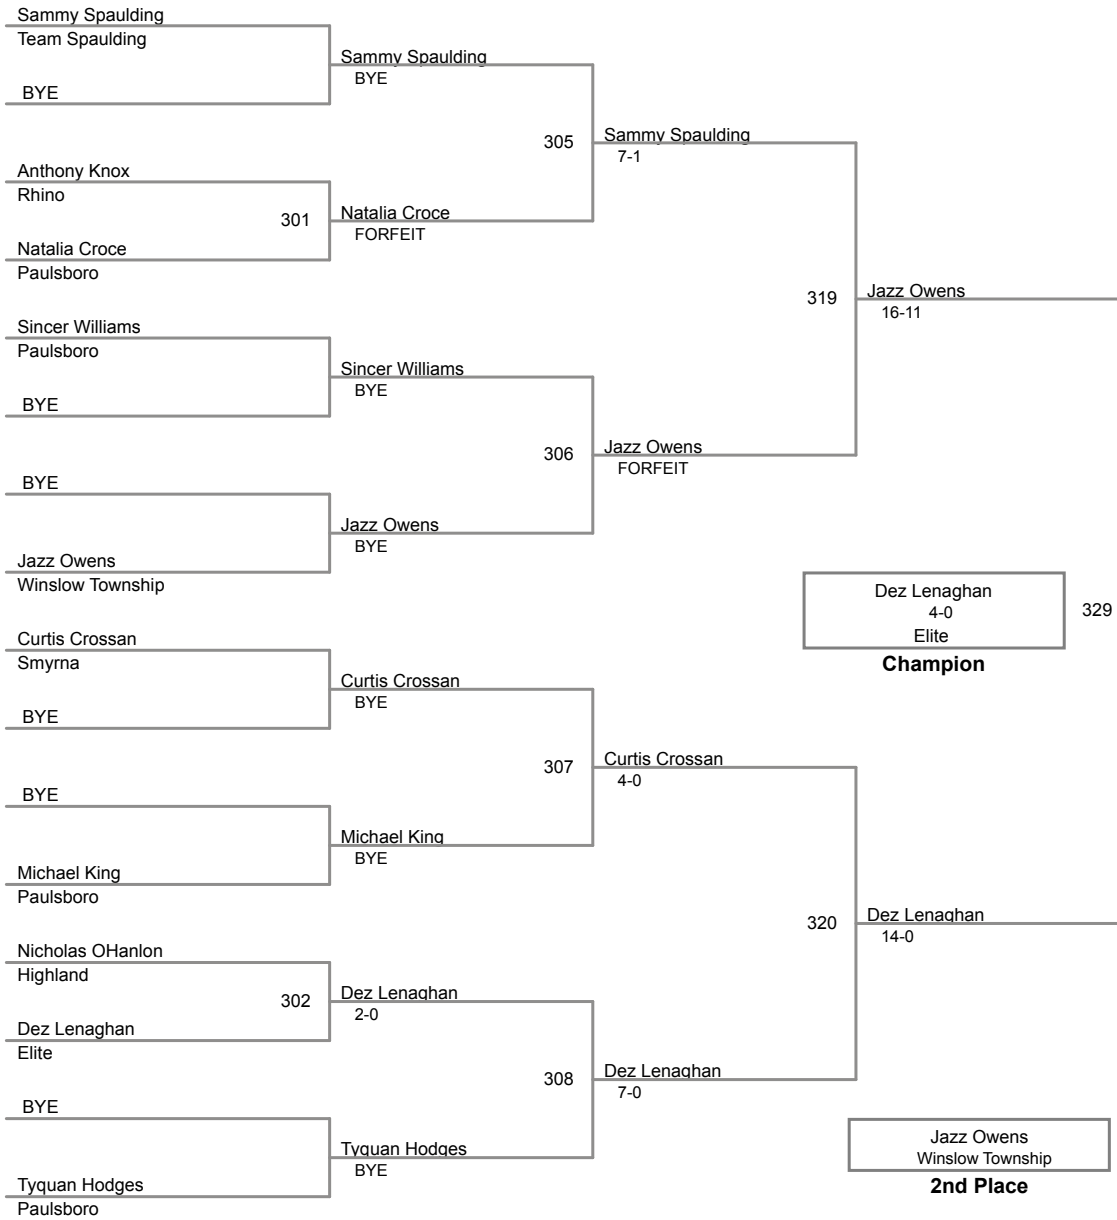 Sammy Spaulding
Team Spaulding
BYE
Sammy Spaulding
BYE
305
Sammy Spaulding
7-1
Anthony Knox
Rhino
301
Natalia Croce
FORFEIT
Natalia Croce
Paulsboro
319
Jazz Owens
16-11
Sincer Williams
Paulsboro
BYE
Sincer Williams
BYE
306
Jazz Owens
FORFEIT
BYE
Jazz Owens
BYE
Jazz Owens
Winslow Township
Dez Lenaghan
4-0
Elite
Champion
329
Curtis Crossan
Smyrna
BYE
Curtis Crossan
BYE
307
Curtis Crossan
4-0
BYE
Michael King
BYE
Michael King
Paulsboro
320
Dez Lenaghan
14-0
Nicholas OHanlon
Highland
302
Dez Lenaghan
2-0
Dez Lenaghan
Elite
308
Dez Lenaghan
7-0
BYE
Tyquan Hodges
BYE
Tyquan Hodges
Paulsboro
Jazz Owens
Winslow Township
2nd Place